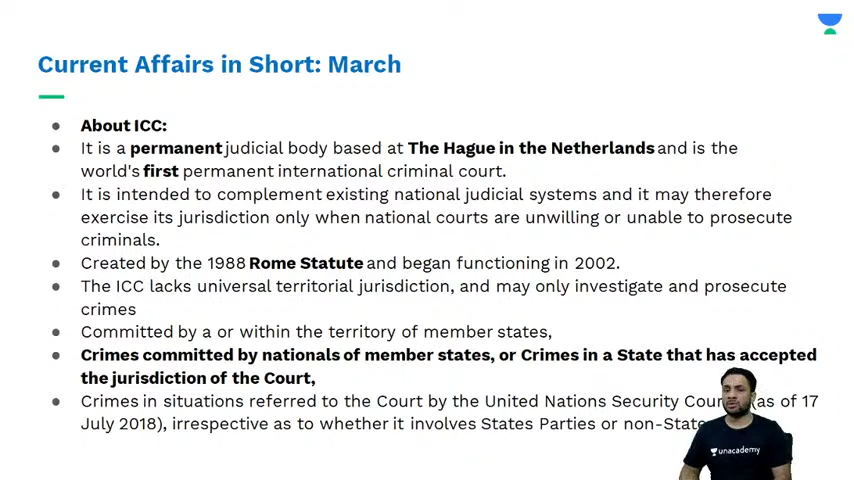 Current Affairs in Short: March
About ICC:
It is a permanent judicial body based at The Hague in the Netherlands and is the
world's first permanent international criminal court.
It is intended to complement existing national judicial systems and it may therefore
exercise its jurisdiction only when national courts are unwilling or unable to prosecute
criminals.
Created by the 1988 Rome Statute and began functioning in 2002.
The ICC lacks universal territorial jurisdiction, and may only investigate and prosecute
crimes
Committed by a or within the territory of member states,
Crimes committed by nationals of member states, or Crimes in a State that has accepted
the jurisdiction of the Court,
Crimes in situations referred to the Court by the United Nations Security (as of 17
July 2018), irrespective as to whether it involves States Parties or
unacademy